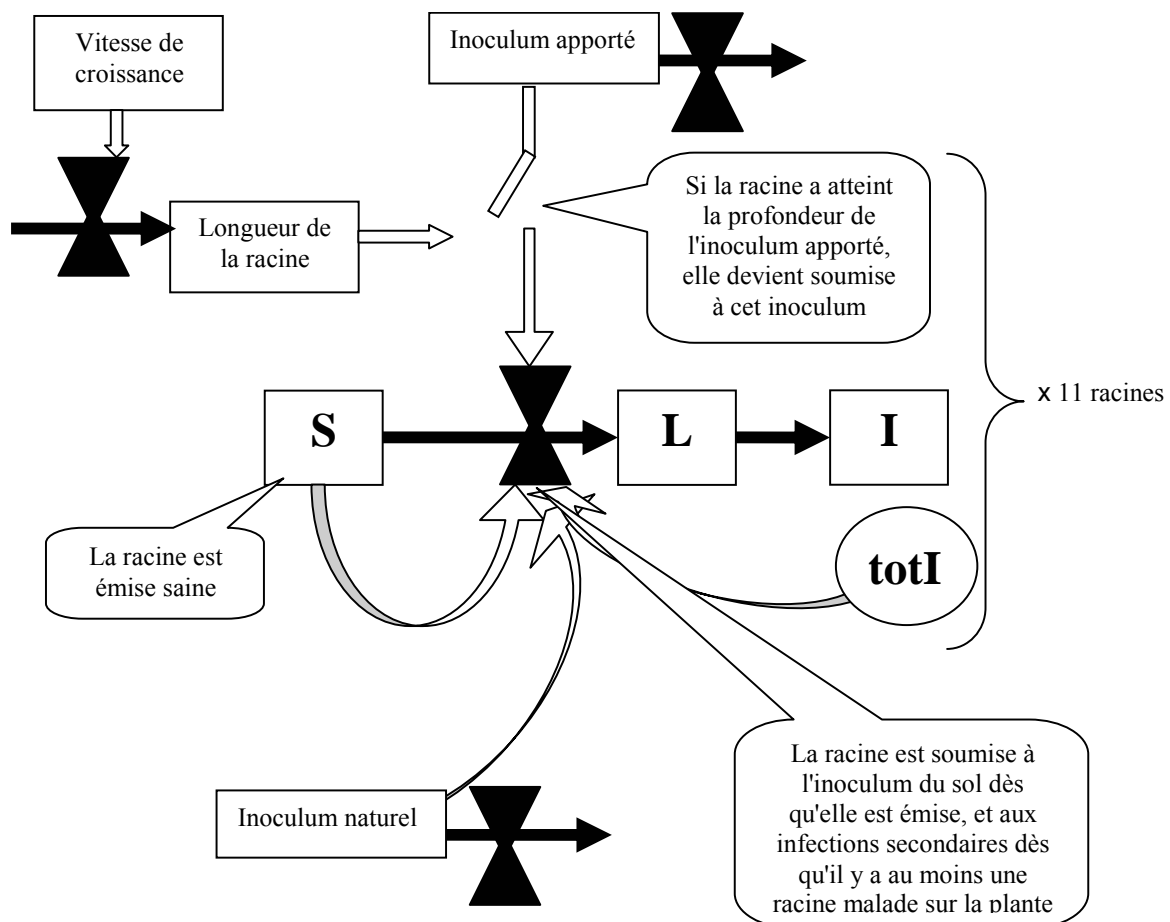 Vitesse de
croissance
Inoculum apporté
Si la racine a atteint
la profondeur de
l'inoculum apporté,
elle devient soumise
à cet inoculum
Longueur de
la racine
x 11 racines
S
L
I
La racine est
émise saine
totI
Inoculum naturel
La racine est soumise à
l'inoculum du sol dès
qu'elle est émise, et aux
infections secondaires dès
qu'il y a au moins une
racine malade sur la plante